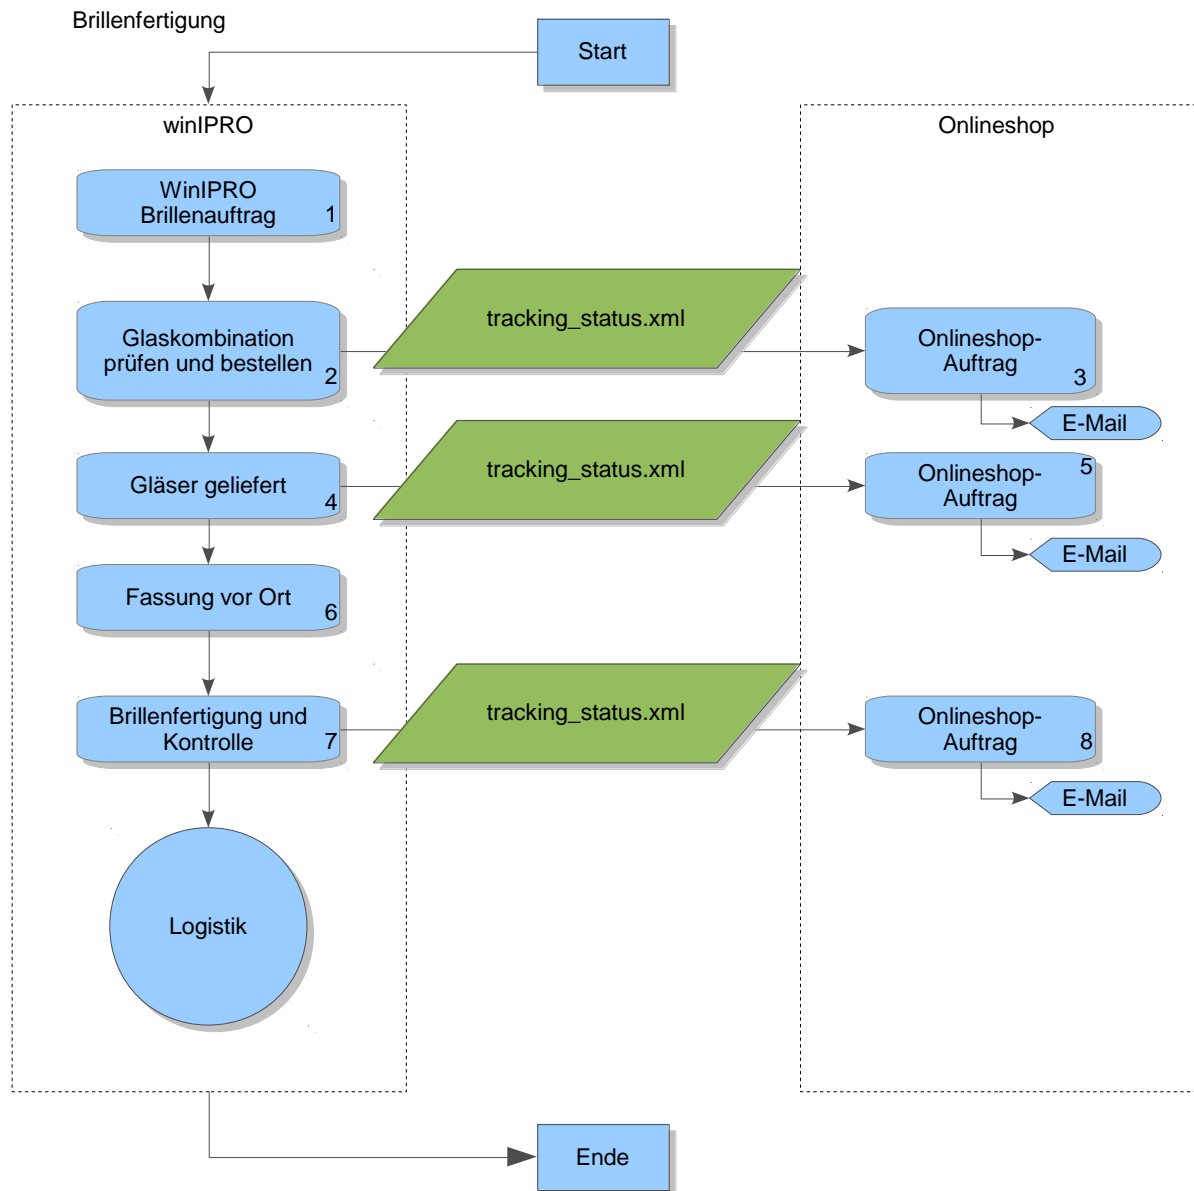 Brillenfertigung
Start
winIPRO
Onlineshop
WinIPRO
Brillenauftrag
1
Glaskombination
prüfen und bestellen
2
tracking_status.xml
Onlineshop-
Auftrag
3
E-Mail
Gläser geliefert
4
tracking_status.xml
Onlineshop-
Auftrag
5
E-Mail
Fassung vor Ort
6
Brillenfertigung und
Kontrolle
7
tracking_status.xml
Onlineshop-
Auftrag
8
E-Mail
Logistik
Ende